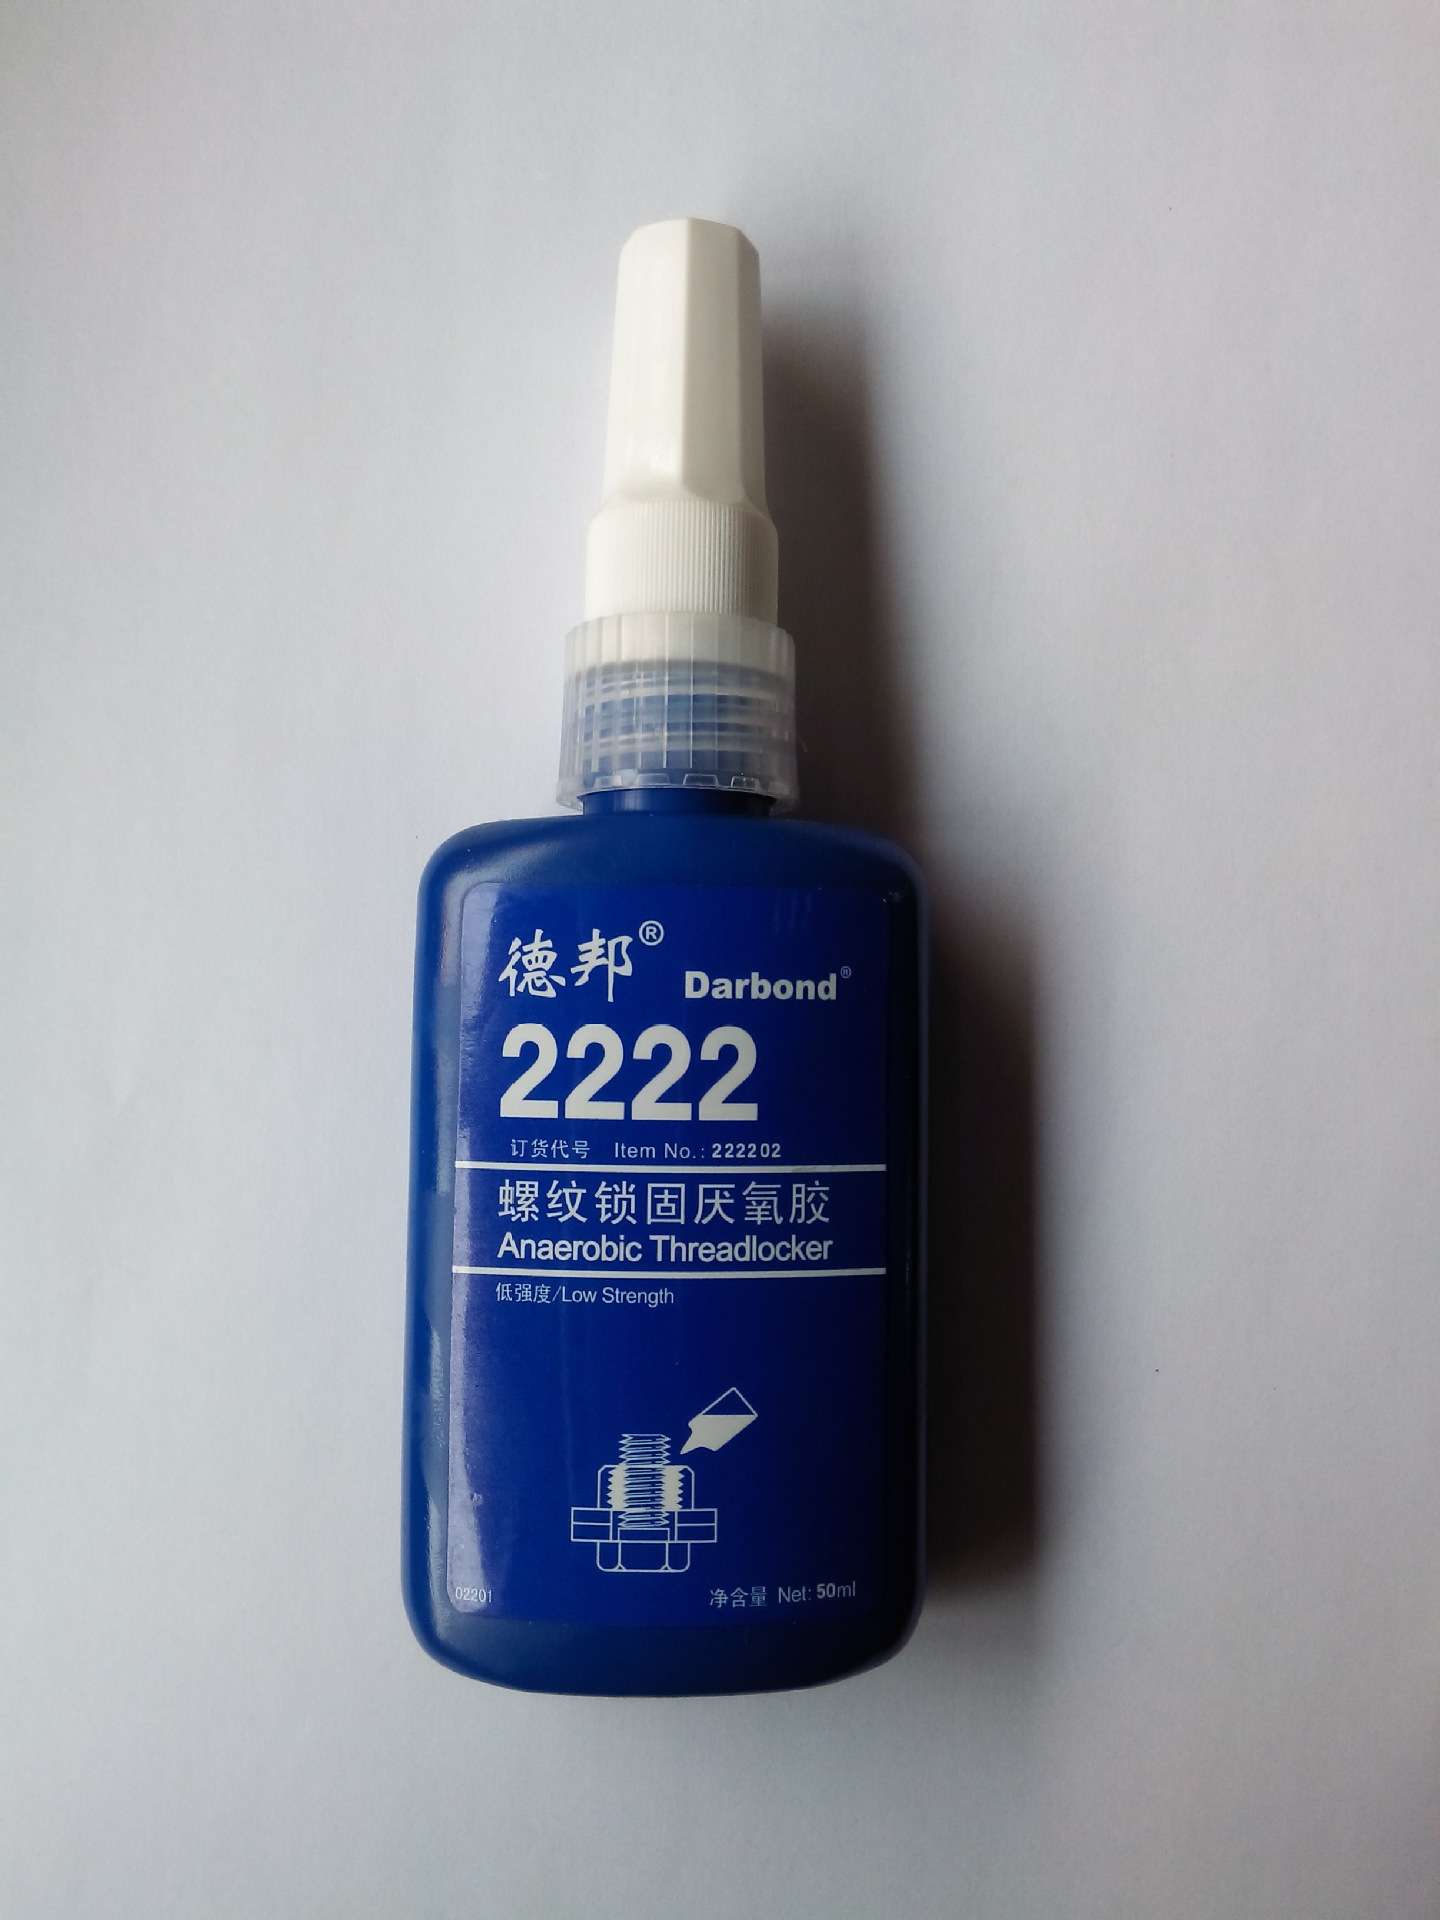 德邦® Darbond®
2222
订货代号 Item No.: 222202
螺纹锁固厌氧胶
Anaerobic Threadlocker
低强度/Low Strength
02201
净含量 Net: 50ml